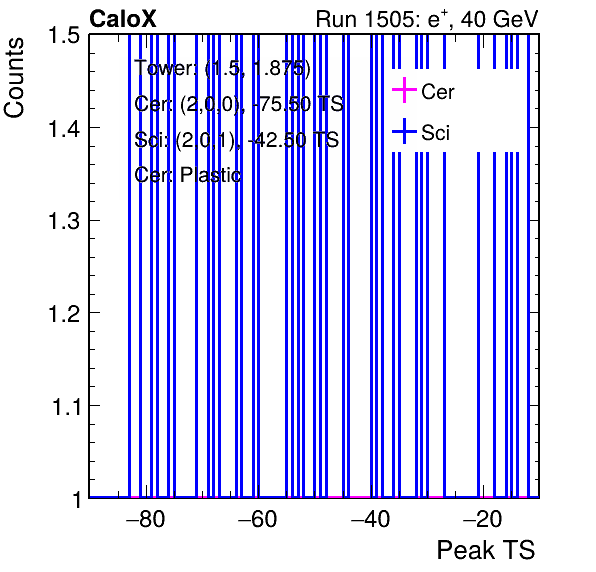 CaloX
Run 1505: e+, 40 GeV
Counts
1.5
1.4
1.3
1.2
1.1
1
Tower: (1.5, 1.875)
Cer: (2,0,0), -75.50 TS
Sci: (2,0,1), -42.50 TS
Cer: Plastic
Cer
Sci
−80
−60
−40
−20
Peak TS